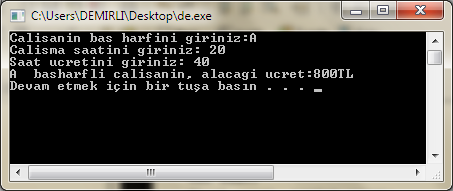 C:\Users\DEMIRLI\Desktop\de.exe
Calisanin bas harfini giriniz:A
Calisma saatini giriniz: 20
Saat ucretini giriniz: 40
A  basharfli calisanin, alacagi ucret:800TL
Devam etmek için bir tuşa basın . . . _